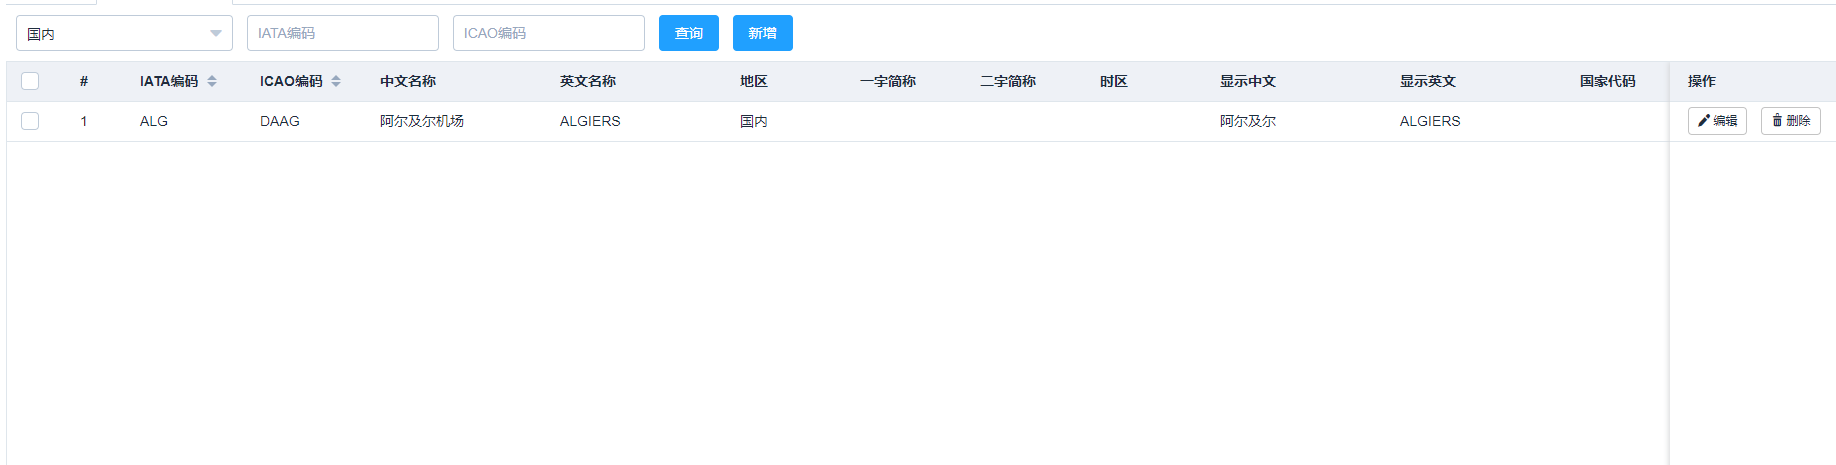 国内 IATA编码 ICAO编码 查询 新增
# IATA编码 ICAO编码 中文名称 英文名称 地区 一字简称 二字简称 时区 显示中文 显示英文 国家代码 操作
1 ALG DAAG 阿尔及尔机场 ALGIERS 国内 阿尔及尔 ALGIERS 编辑 删除